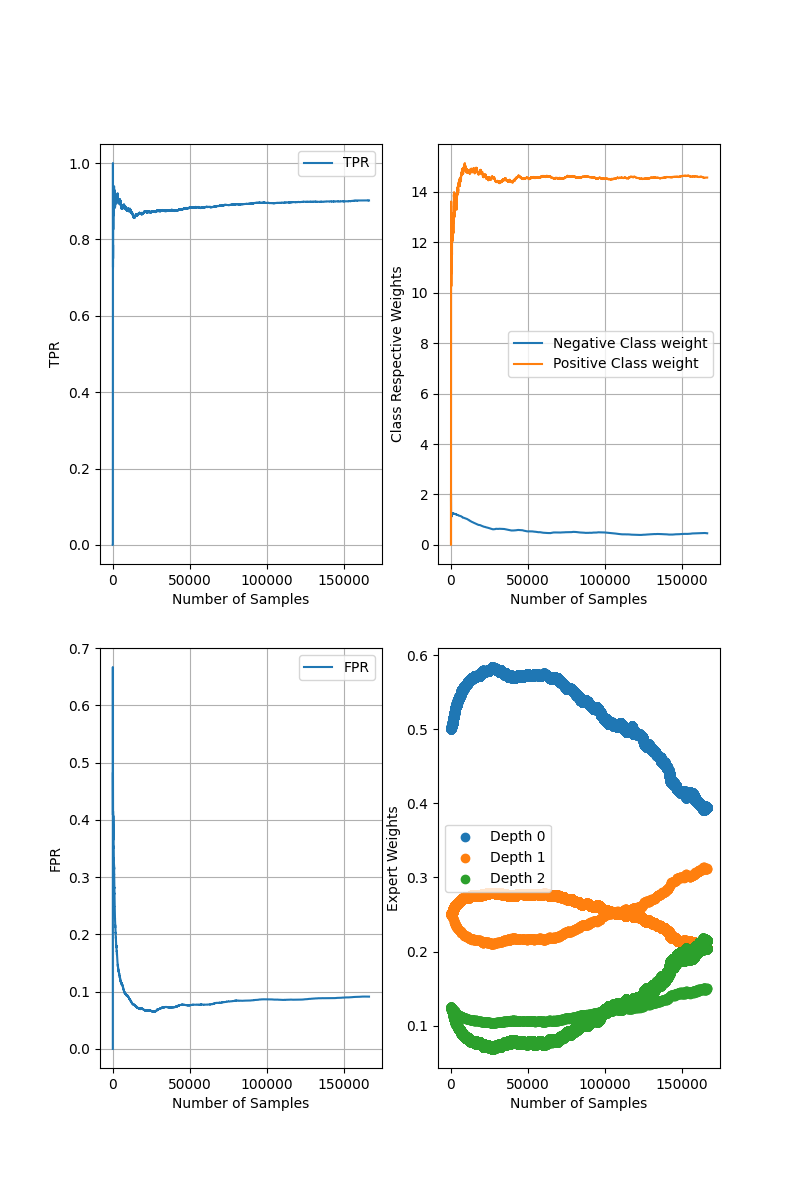 1.0
0.8
0.6
0.4
0.2
0.0
TPR
TPR
0
50000
100000
150000
Number of Samples
14
12
10
8
6
4
2
0
Class Respective Weights
Negative Class weight
Positive Class weight
0
50000
100000
150000
Number of Samples
0.7
0.6
0.5
0.4
0.3
0.2
0.1
0.0
FPR
FPR
0
50000
100000
150000
Number of Samples
0.6
0.5
0.4
0.3
0.2
0.1
Expert Weights
Depth 0
Depth 1
Depth 2
0
50000
100000
150000
Number of Samples